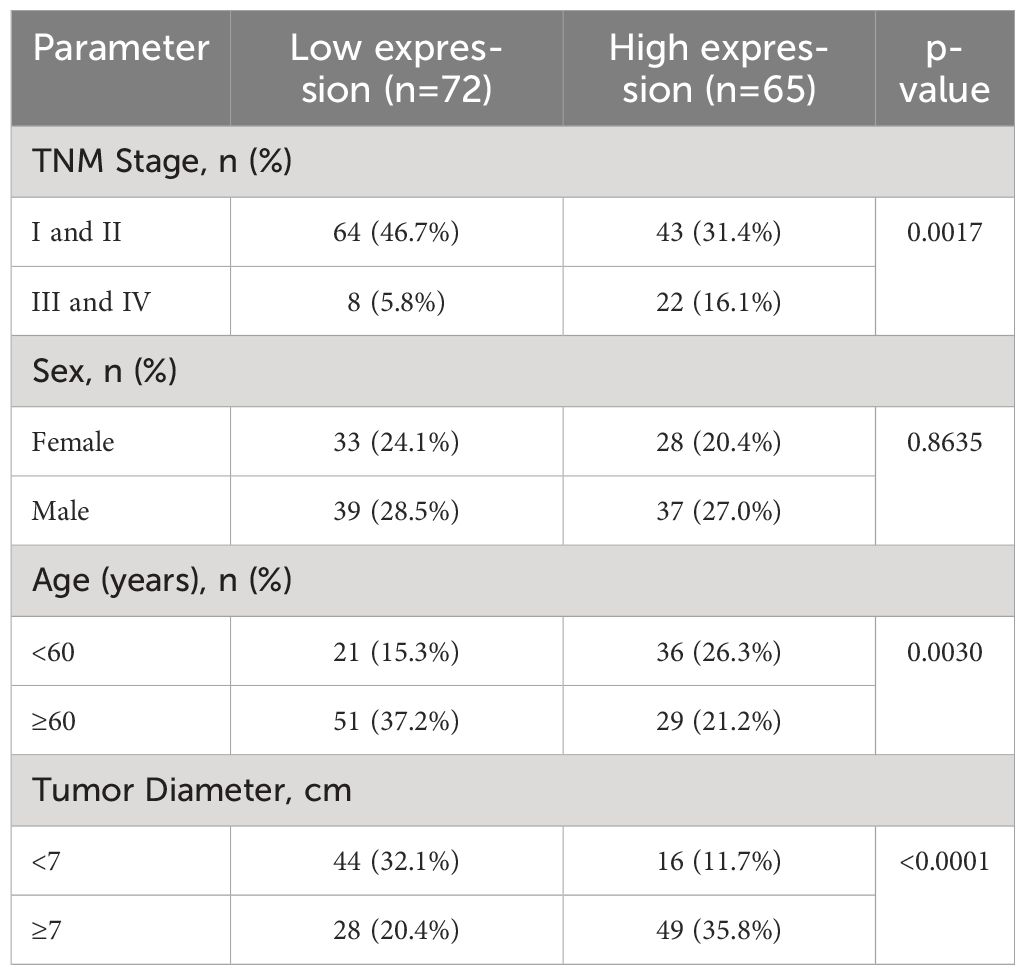 Parameter Low expres- High expres- p-
sion (n=72) sion (n=65) value
TNM Stage, n (%)
I and II 64 (46.7%) 43 (31.4%) 0.0017
III and IV 8 (5.8%) 22 (16.1%)
Sex, n (%)
Female 33 (24.1%) 28 (20.4%) 0.8635
Male 39 (28.5%) 37 (27.0%)
Age (years), n (%)
<60 21 (15.3%) 36 (26.3%) 0.0030
≥60 51 (37.2%) 29 (21.2%)
Tumor Diameter, cm
<7 44 (32.1%) 16 (11.7%) <0.0001
≥7 28 (20.4%) 49 (35.8%)